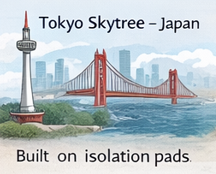 Tokyo Skytree – Japan
Built on isolation pads.